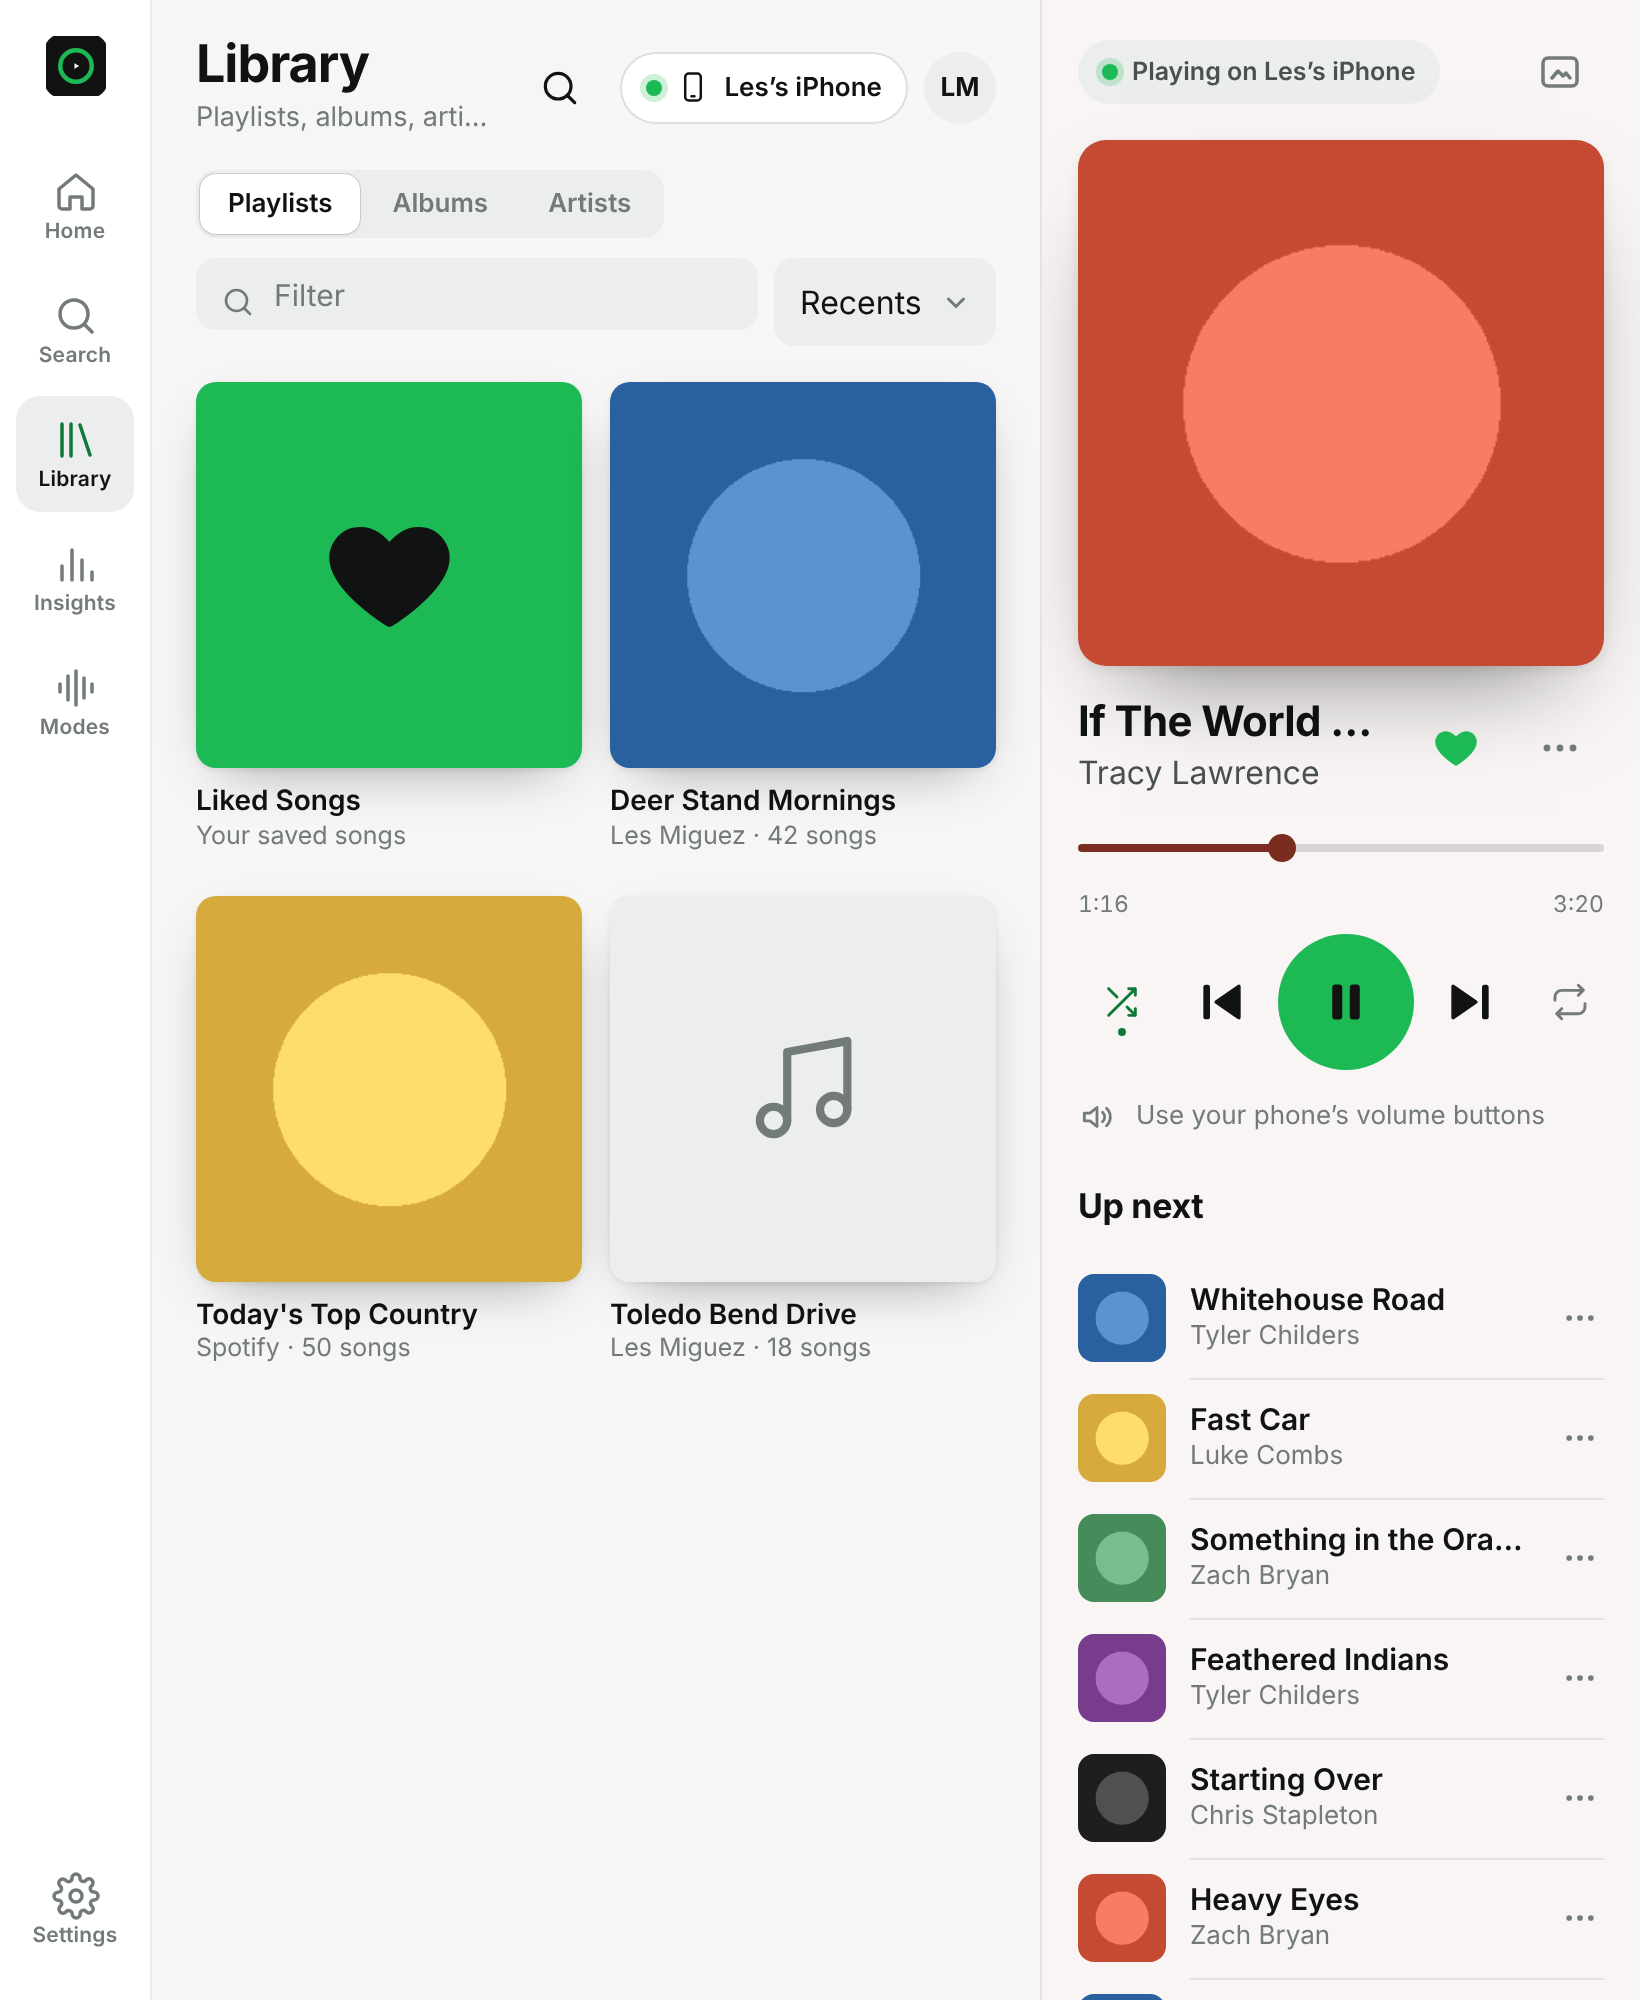 Home
Search
Library
Insights
Modes
Settings
Library
Playlists, albums, arti...
Les’s iPhone
LM
Playlists
Albums
Artists
Filter
Recents
Liked Songs
Your saved songs
Deer Stand Mornings
Les Miguez · 42 songs
Today's Top Country
Spotify · 50 songs
Toledo Bend Drive
Les Miguez · 18 songs
Playing on Les’s iPhone
If The World ...
Tracy Lawrence
1:16
3:20
Use your phone’s volume buttons
Up next
Whitehouse Road
Tyler Childers
Fast Car
Luke Combs
Something in the Ora...
Zach Bryan
Feathered Indians
Tyler Childers
Starting Over
Chris Stapleton
Heavy Eyes
Zach Bryan